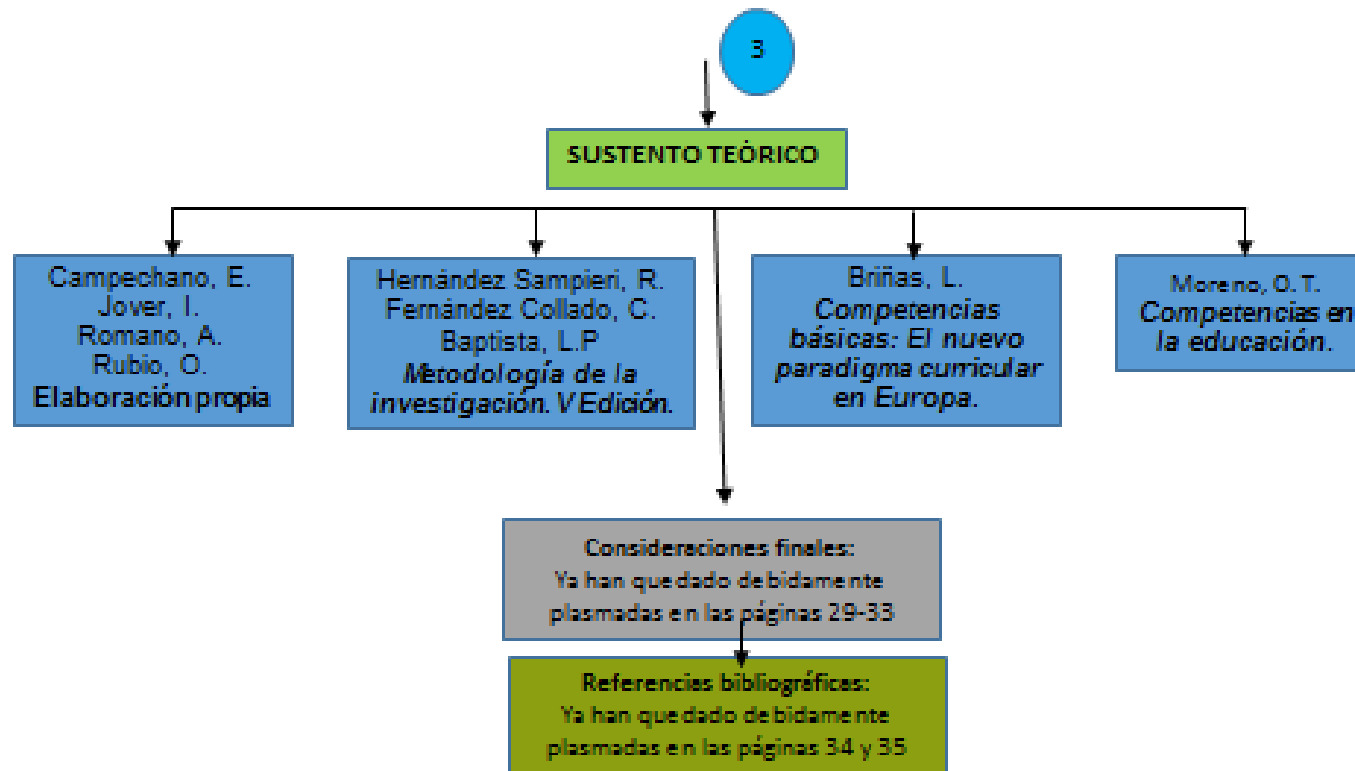 3
SUSTENTO TEÓRICO
Campechano, E.
Jover, I.
Romano, A.
Rubio, O.
Elaboración propia
Hernández Sampieri, R.
Fernández Collado, C.
Baptista, L.P
Metodología de la
investigación. V Edición.
Briñas, L.
Competencias
básicas: El nuevo
paradigma curricular
en Europa.
Moreno, O.T.
Competencias en
la educación.
Consideraciones finales:
Ya han quedado debidamente
plasmadas en las páginas 29-33
Referencias bibliográficas:
Ya han quedado debidamente
plasmadas en las páginas 34 y 35